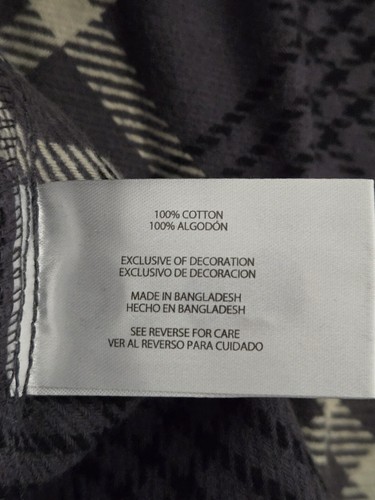 100% COTTON
100% ALGODÓN
EXCLUSIVE OF DECORATION
EXCLUSIVO DE DECORACION
MADE IN BANGLADESH
HECHO EN BANGLADESH
SEE REVERSE FOR CARE
VER AL REVERSO PARA CUIDADO